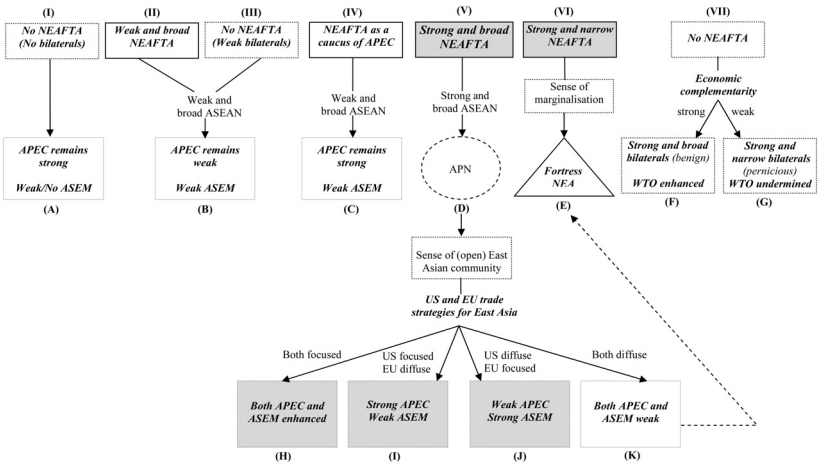 (I)
(II)
(III)
(IV)
(V)
(VI)
(VII)
No NEAFTA
(No bilaterals)
Weak and broad
NEAFTA
No NEAFTA
(Weak bilaterals)
NEAFTA as a
caucus of APEC
Strong and broad
NEAFTA
Strong and narrow
NEAFTA
No NEAFTA
Weak and
broad ASEAN
Weak and
broad ASEAN
Strong and
broad ASEAN
Sense of
marginalisation
Economic
complementarity
strong
weak
APEC remains
strong
Weak/No ASEM
(A)
APEC remains
weak
Weak ASEM
(B)
APEC remains
strong
Weak ASEM
(C)
APN
(D)
Fortress
NEA
(E)
Strong and broad
bilaterals (benign)
WTO enhanced
(F)
Strong and
narrow bilaterals
(pernicious)
WTO undermined
(G)
Sense of (open) East
Asian community
US and EU trade
strategies for East Asia
Both focused
US focused
EU diffuse
US diffuse
EU focused
Both diffuse
Both APEC and
ASEM enhanced
(H)
Strong APEC
Weak ASEM
(I)
Weak APEC
Strong ASEM
(J)
Both APEC and
ASEM weak
(K)